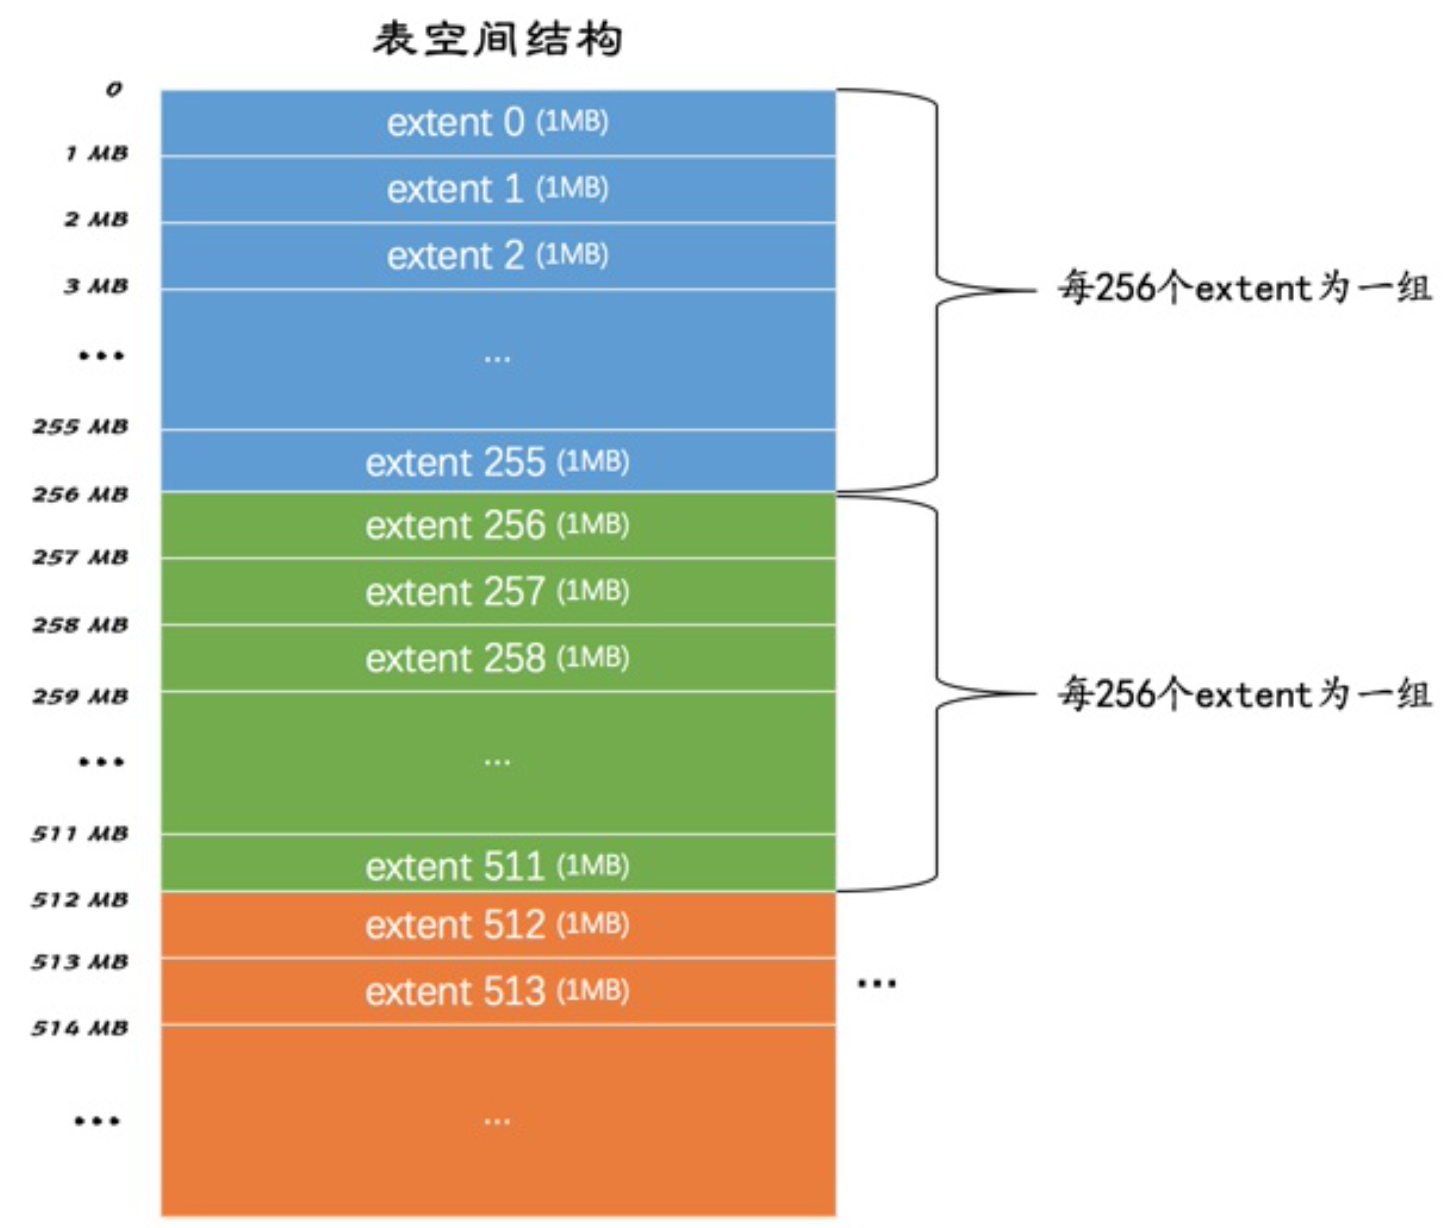 表空间结构
0
extent 0 (1MB)
1 MB
extent 1 (1MB)
2 MB
extent 2 (1MB)
3 MB
每256个extent为一组
...
...
255 MB
extent 255 (1MB)
256 MB
extent 256 (1MB)
257 MB
extent 257 (1MB)
258 MB
extent 258 (1MB)
259 MB
每256个extent为一组
...
...
511 MB
extent 511 (1MB)
512 MB
extent 512 (1MB)
513 MB
extent 513 (1MB)
...
514 MB
...
...